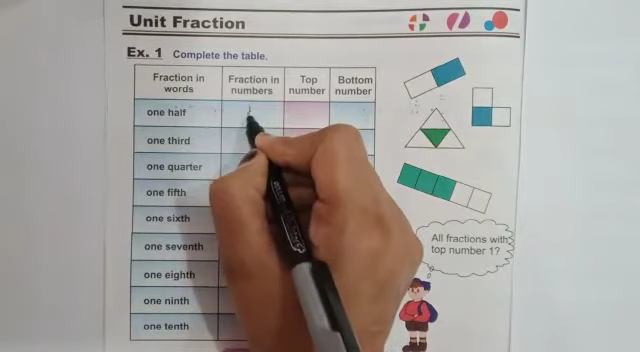 Unit Fraction
Ex. 1 Complete the table.
Fraction in words
Fraction in numbers
Top number
Bottom number
one half
one third
one quarter
one fifth
one sixth
one seventh
one eighth
one ninth
one tenth
All fractions with
top number 1?